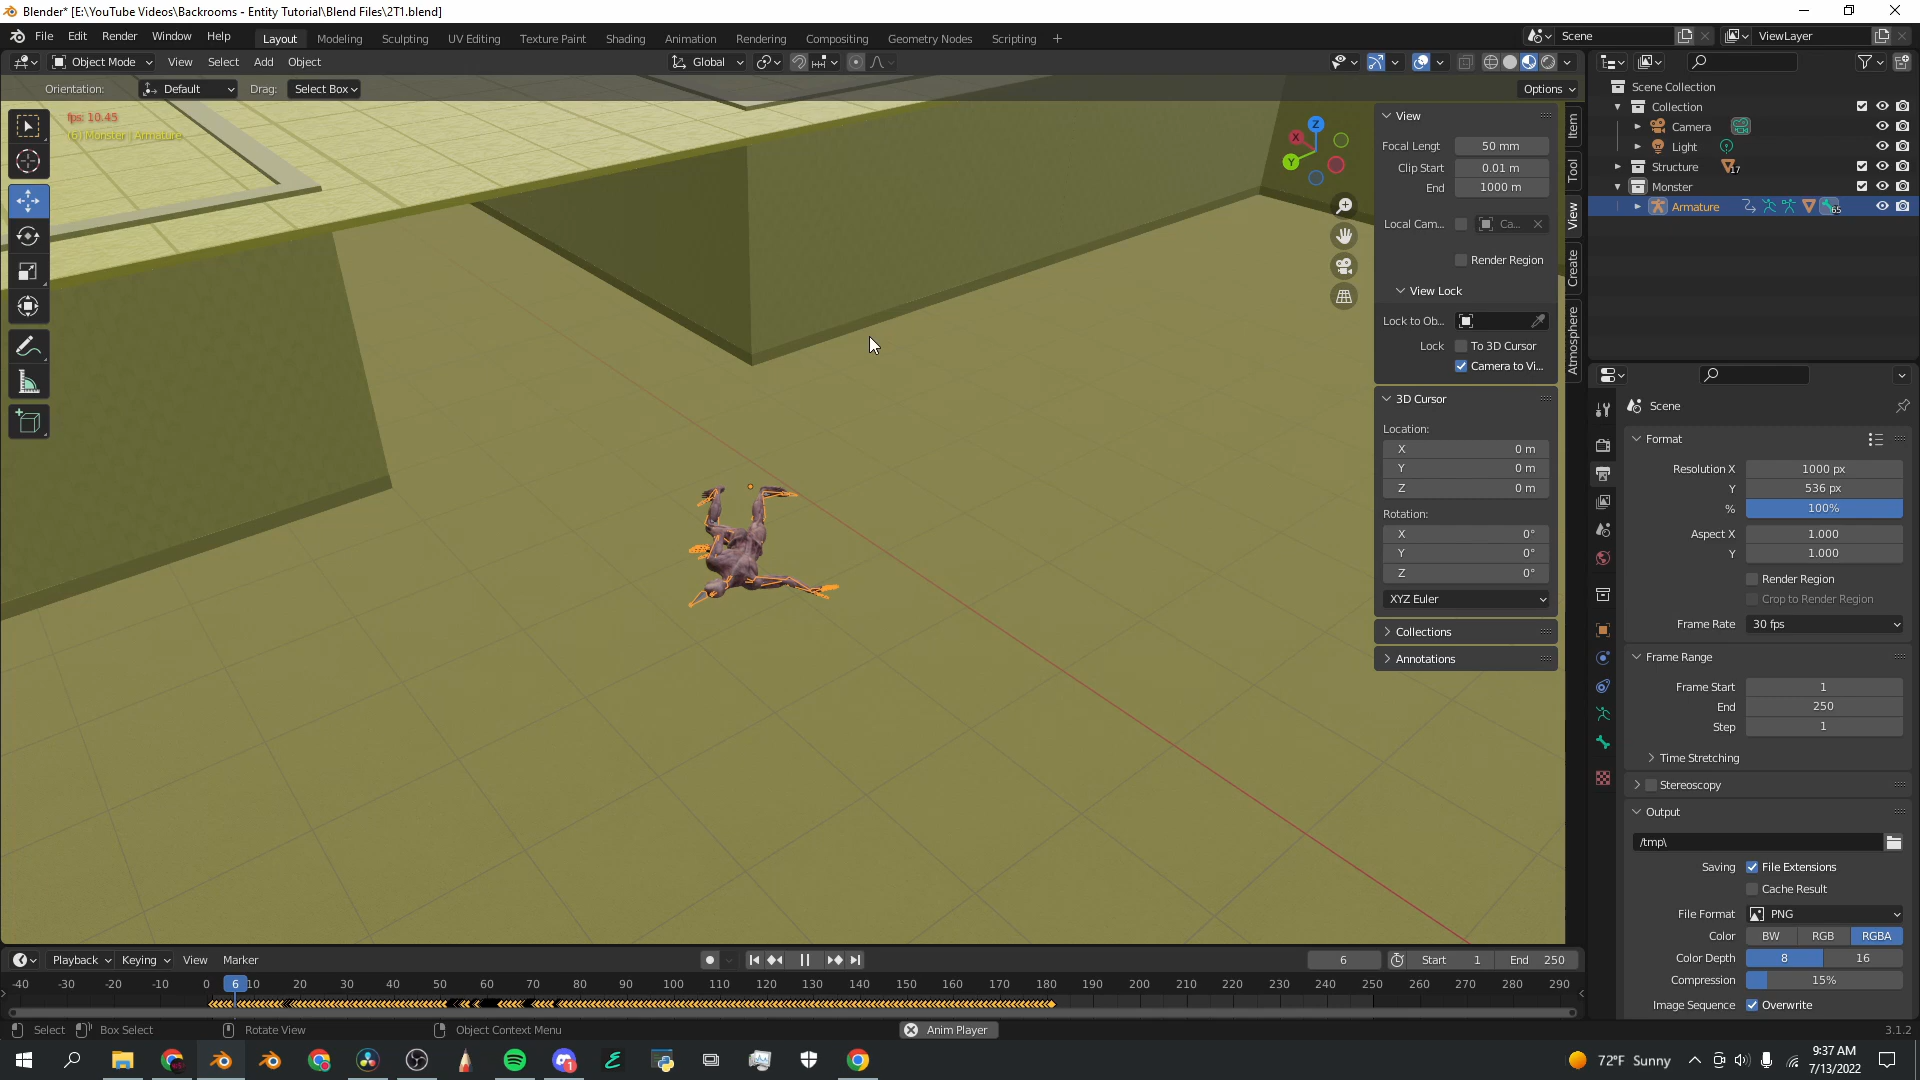 Blender* [E:\YouTube Videos\Backrooms - Entity Tutorial\Blend Files\2T1.blend]
File Edit Render Window Help Layout Modeling Sculpting UV Editing Texture Paint Shading Animation Rendering Compositing Geometry Nodes Scripting + Scene ViewLayer
Object Mode View Select Add Object Global
Orientation: Default Drag: Select Box Options
fps: 10.45
(6) Monster | Armature
Z
X
Y
View
Focal Lengt 50 mm
Clip Start 0.01 m
End 1000 m
Local Cam... Ca...
Render Region
View Lock
Lock to Ob...
Lock To 3D Cursor
Camera to Vi...
3D Cursor
Location:
X 0 m
Y 0 m
Z 0 m
Rotation:
X 0°
Y 0°
Z 0°
XYZ Euler
Collections
Annotations
Item
Tool
View
Create
Atmosphere
Scene Collection
Collection
Camera
Light
Structure 17
Monster
Armature 65
Scene
Format
Resolution X 1000 px
Y 536 px
% 100%
Aspect X 1.000
Y 1.000
Render Region
Crop to Render Region
Frame Rate 30 fps
Frame Range
Frame Start 1
End 250
Step 1
Time Stretching
Stereoscopy
Output
/tmp\
Saving File Extensions
Cache Result
File Format PNG
Color BW RGB RGBA
Color Depth 8 16
Compression 15%
Image Sequence Overwrite
Playback Keying View Marker 6 Start 1 End 250
-40 -30 -20 -10 0 6 10 20 30 40 50 60 70 80 90 100 110 120 130 140 150 160 170 180 190 200 210 220 230 240 250 260 270 280 290
Select Box Select Rotate View Object Context Menu Anim Player 3.1.2
1 72°F Sunny 9:37 AM
7/13/2022